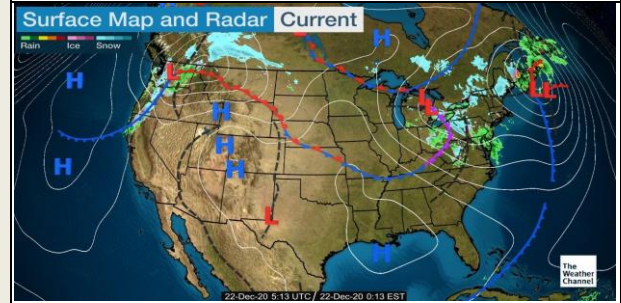 Surface Map and Radar Current
Rain Ice Snow
H
H
L
H
H
H
H
L
H
L
L
L
L
H
The
Weather
Channel
22-Dec-20 5:13 UTC / 22-Dec-20 0:13 EST